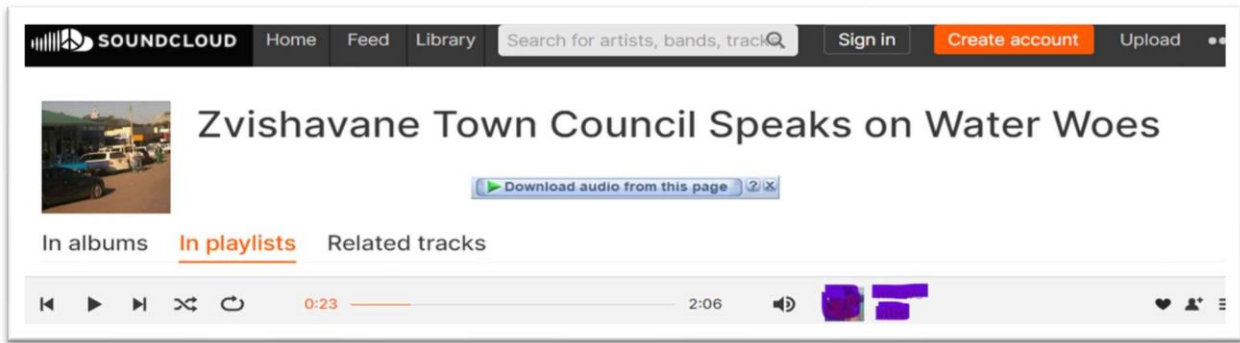 SOUNDCLOUD Home Feed Library Search for artists, bands, track Sign in Create account Upload
Zvishavane Town Council Speaks on Water Woes
Download audio from this page ? X
In albums In playlists Related tracks
0:23 2:06